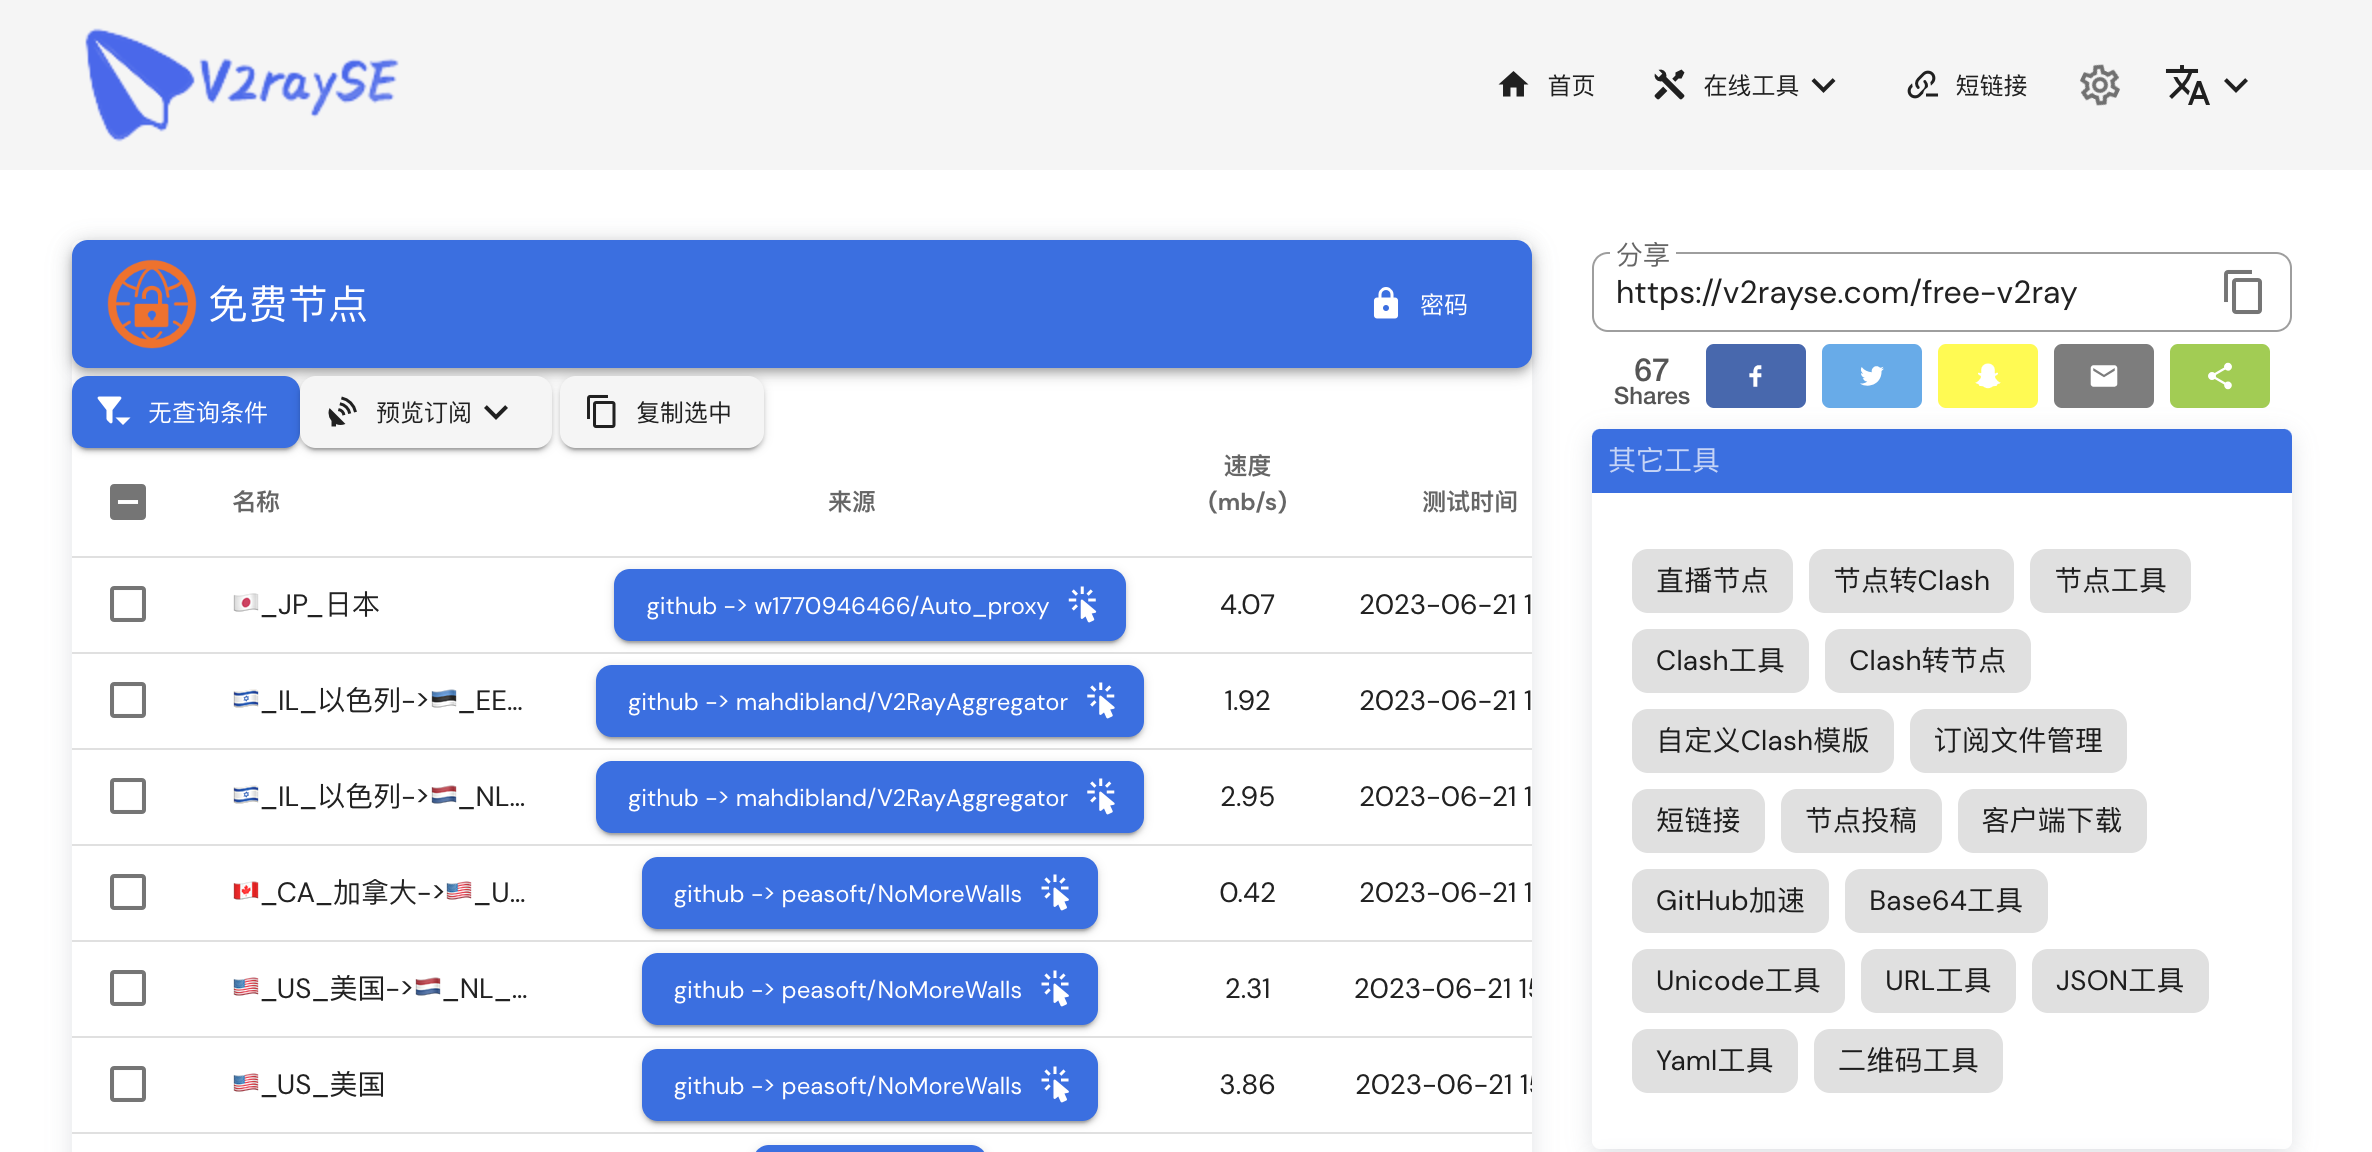 V2raySE
首页 在线工具 短链接
免费节点 密码
无查询条件 预览订阅 复制选中
名称 来源 速度 (mb/s) 测试时间
_JP_日本 github -> w1770946466/Auto_proxy 4.07 2023-06-21 1
_IL_以色列->_EE... github -> mahdibland/V2RayAggregator 1.92 2023-06-21 1
_IL_以色列->_NL... github -> mahdibland/V2RayAggregator 2.95 2023-06-21 1
_CA_加拿大->_U... github -> peasoft/NoMoreWalls 0.42 2023-06-21 1
_US_美国->_NL_... github -> peasoft/NoMoreWalls 2.31 2023-06-21 15
_US_美国 github -> peasoft/NoMoreWalls 3.86 2023-06-21 15
分享
https://v2rayse.com/free-v2ray
67
Shares
其它工具
直播节点 节点转Clash 节点工具
Clash工具 Clash转节点
自定义Clash模版 订阅文件管理
短链接 节点投稿 客户端下载
GitHub加速 Base64工具
Unicode工具 URL工具 JSON工具
Yaml工具 二维码工具